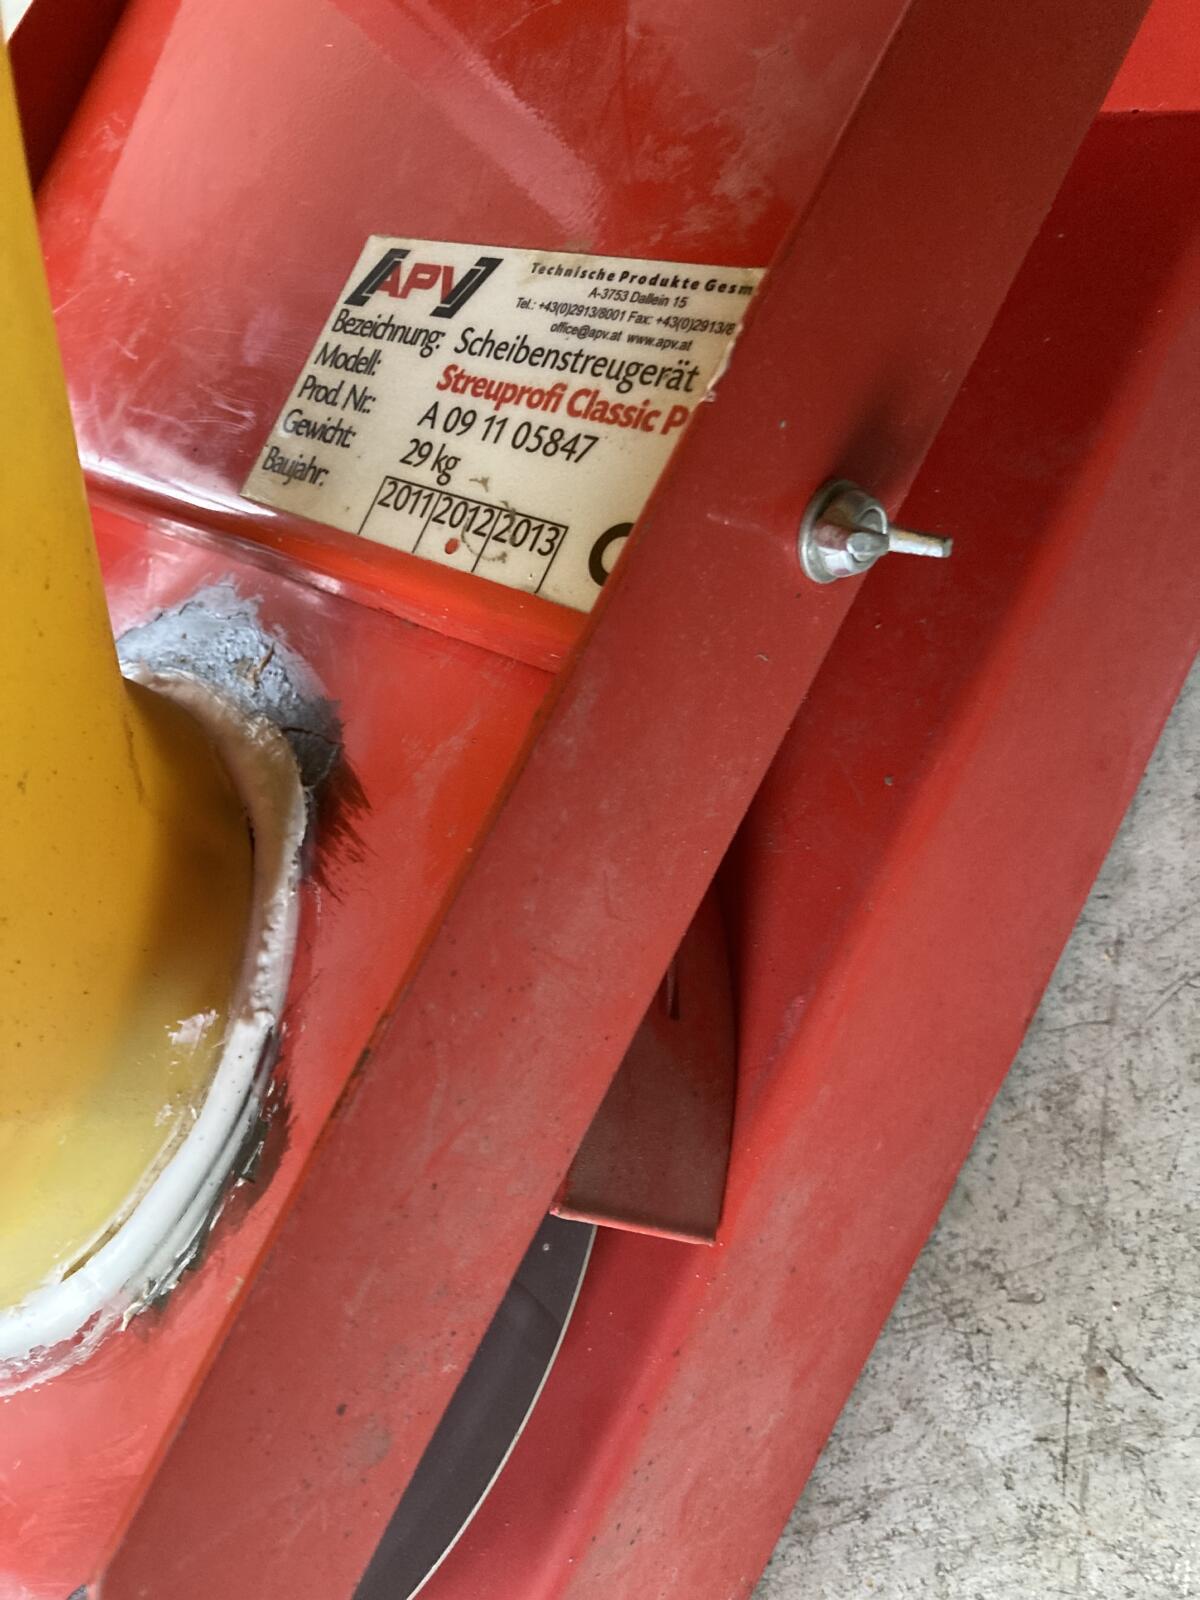 [APV]
Technische Produkte Gesm
A-3753 Dallein 15
Tel.: +43(0)2913/8001 Fax: +43(0)2913/8
office@apv.at www.apv.at
Bezeichnung: Scheibenstreugerät
Modell: Streuprofi Classic P
Prod. Nr.: A 09 11 05847
Gewicht: 29 kg
Baujahr: 2011 2012 2013